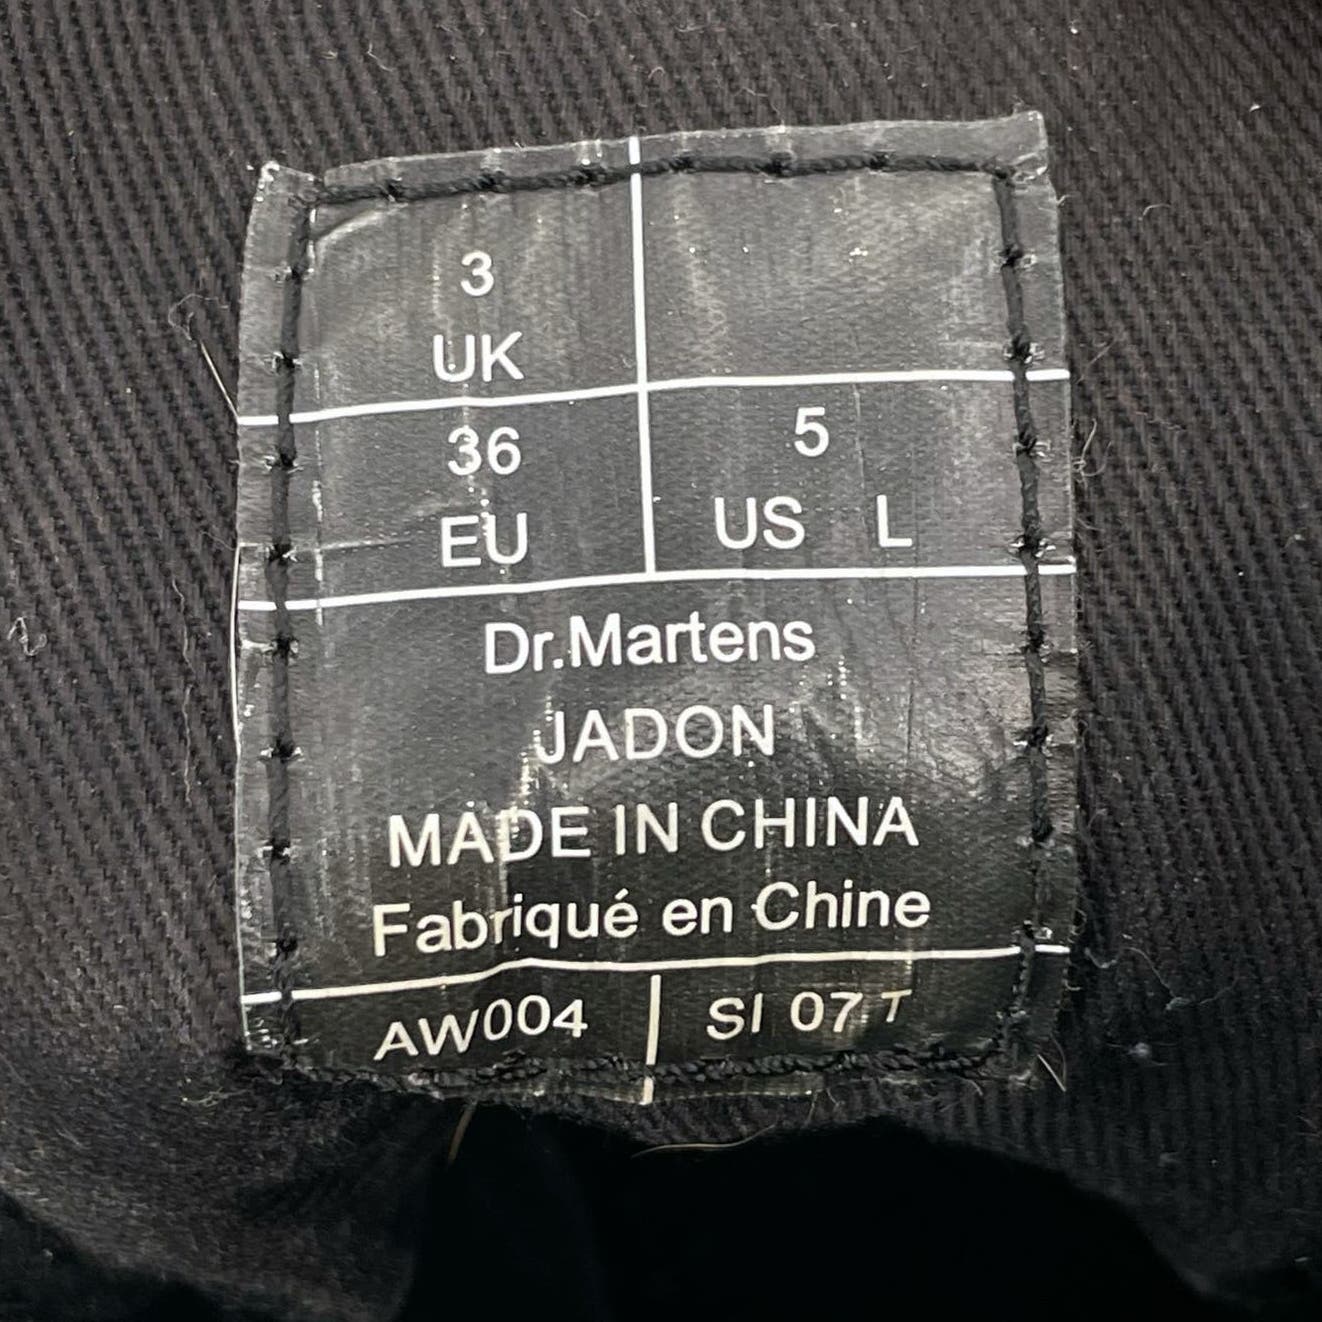 3
UK
36
EU
5
US L
Dr.Martens
JADON
MADE IN CHINA
Fabriqué en Chine
AW004
SI 07 T